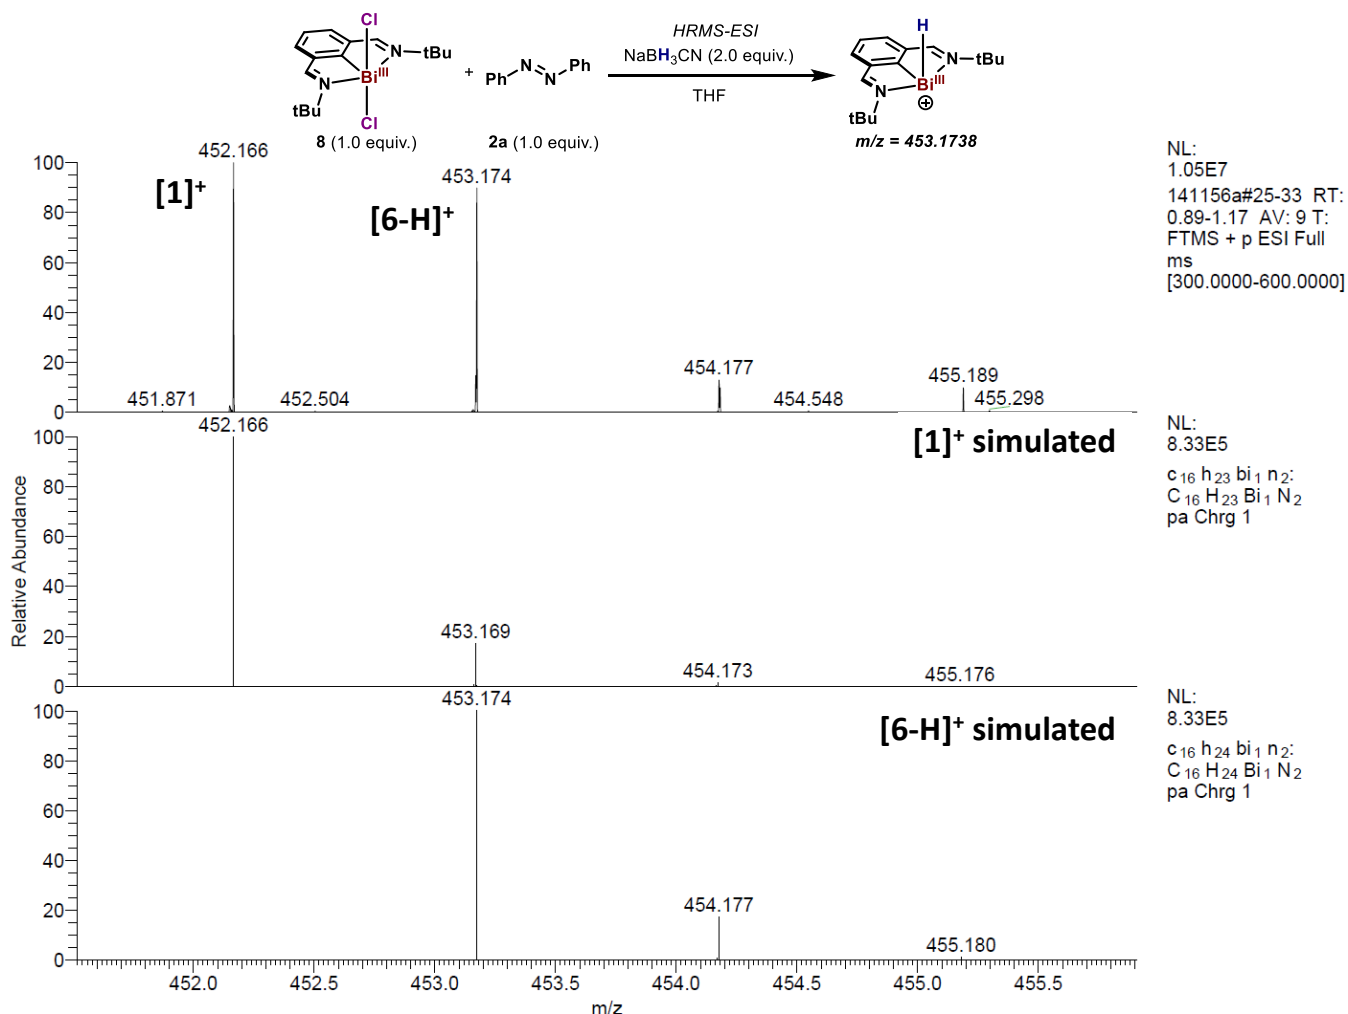 Cl
N
tBu
Bi
III
N
tBu
Cl
8 (1.0 equiv.)
+
Ph
N
N
Ph
2a (1.0 equiv.)
HRMS-ESI
NaBH3CN (2.0 equiv.)
THF
H
N
tBu
Bi
III
N
tBu
⊕
m/z = 453.1738
452.166
100
[1]+
453.174
[6-H]+
80
60
40
20
0
451.871
452.504
454.177
454.548
455.189
455.298
NL:
1.05E7
141156a#25-33 RT:
0.89-1.17 AV: 9 T:
FTMS + p ESI Full
ms
[300.0000-600.0000]
452.166
100
[1]+ simulated
80
60
40
20
0
453.169
454.173
455.176
NL:
8.33E5
c 16 h 23 bi 1 n 2:
C 16 H 23 Bi 1 N 2
pa Chrg 1
Relative Abundance
453.174
100
[6-H]+ simulated
80
60
40
20
0
454.177
455.180
NL:
8.33E5
c 16 h 24 bi 1 n 2:
C 16 H 24 Bi 1 N 2
pa Chrg 1
452.0
452.5
453.0
453.5
454.0
454.5
455.0
455.5
m/z